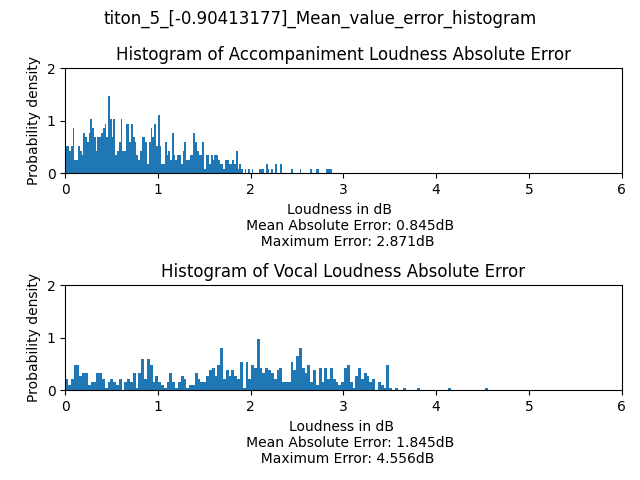 titon_5_[-0.90413177]_Mean_value_error_histogram
Histogram of Accompaniment Loudness Absolute Error
Probability density
2
1
0
0 1 2 3 4 5 6
Loudness in dB
Mean Absolute Error: 0.845dB
Maximum Error: 2.871dB
Histogram of Vocal Loudness Absolute Error
Probability density
2
1
0
0 1 2 3 4 5 6
Loudness in dB
Mean Absolute Error: 1.845dB
Maximum Error: 4.556dB